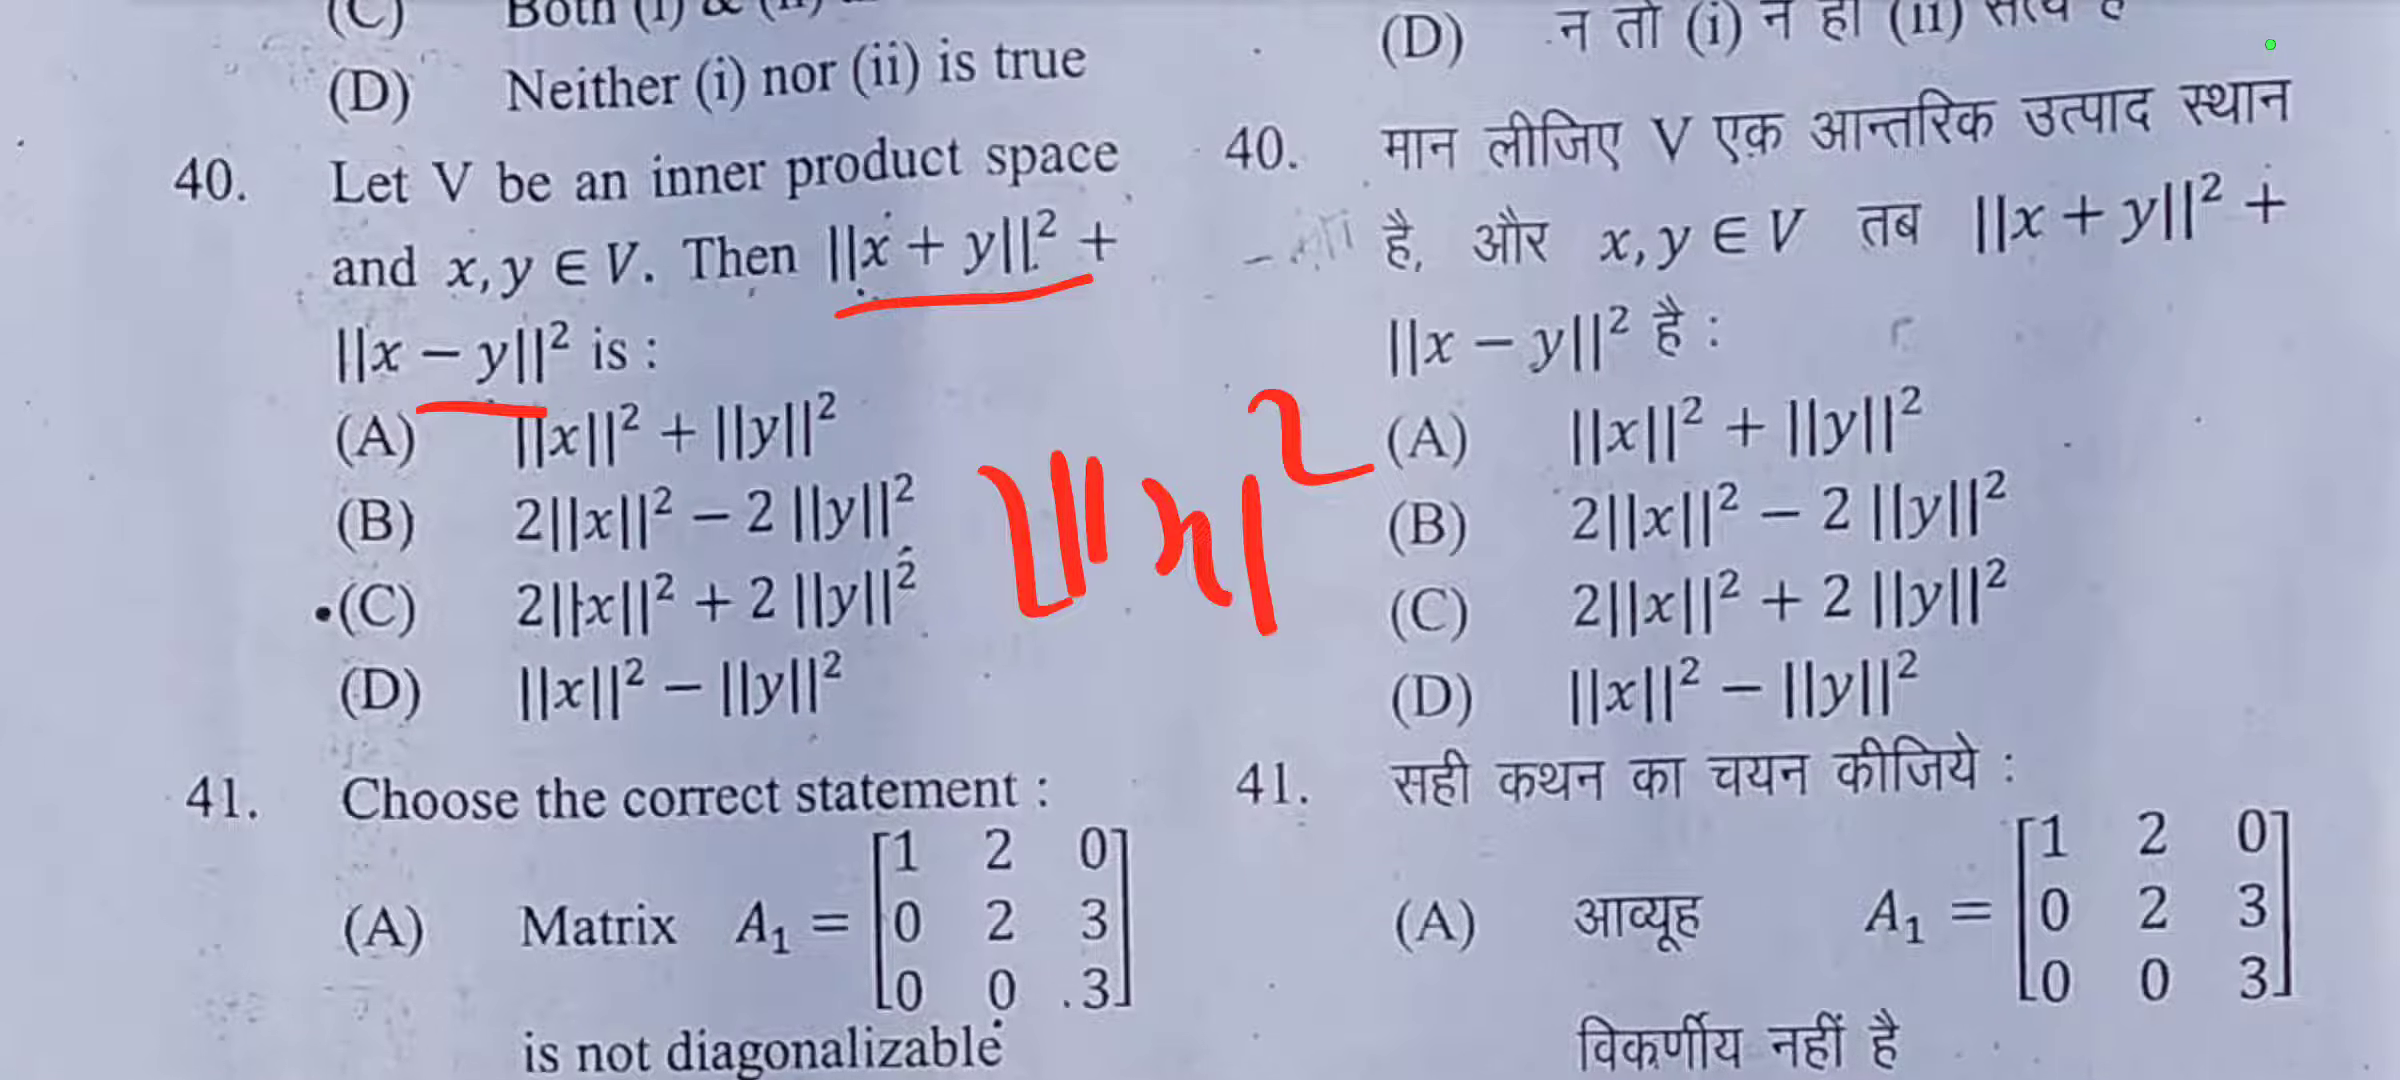 (C) Both (i) & (ii)
(D) Neither (i) nor (ii) is true
40. Let V be an inner product space
and x, y ∈ V. Then ||x + y||² +
||x − y||² is :
(A) ||x||² + ||y||²
(B) 2||x||² − 2 ||y||²
(C) 2||x||² + 2 ||y||²
(D) ||x||² − ||y||²
41. Choose the correct statement :
(A) Matrix A₁ = [1 2 0
0 2 3
0 0 3]
is not diagonalizable
||x||²
(D) न तो (i) न ही (ii) सत्य है
40. मान लीजिए V एक आन्तरिक उत्पाद स्थान
है, और x, y ∈ V तब ||x + y||² +
||x − y||² है :
(A) ||x||² + ||y||²
(B) 2||x||² − 2 ||y||²
(C) 2||x||² + 2 ||y||²
(D) ||x||² − ||y||²
41. सही कथन का चयन कीजिये :
(A) आव्यूह A₁ = [1 2 0
0 2 3
0 0 3]
विकर्णीय नहीं है